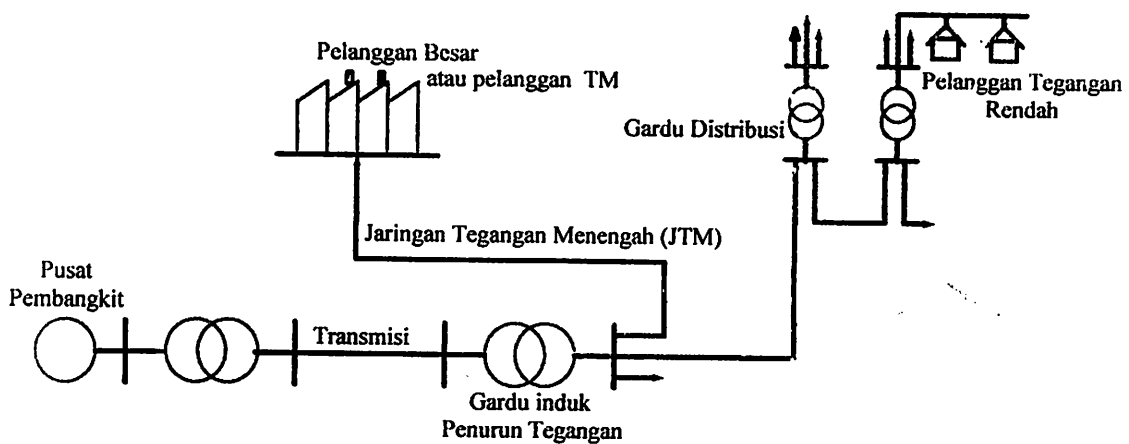 Pelanggan Besar
atau pelanggan TM
Pelanggan Tegangan
Rendah
Gardu Distribusi
Jaringan Tegangan Menengah (JTM)
Pusat
Pembangkit
Transmisi
Gardu induk
Penurun Tegangan